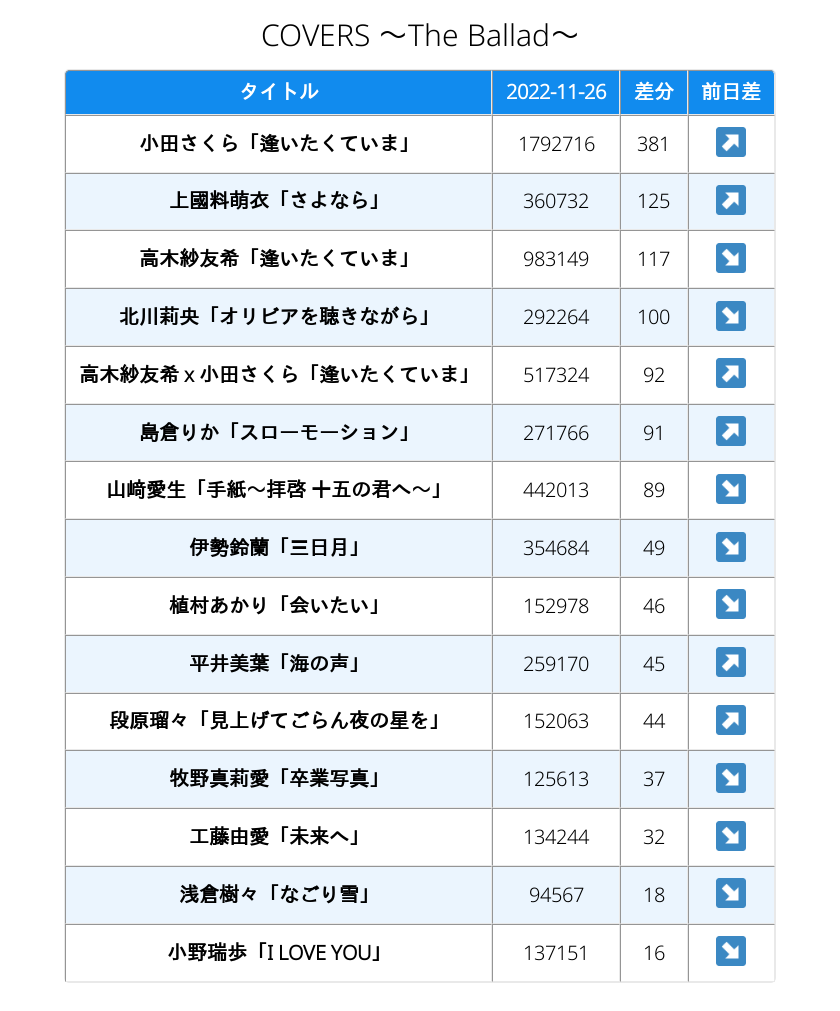 COVERS ～The Ballad～
タイトル 2022-11-26 差分 前日差
小田さくら「逢いたくていま」 1792716 381 ↗
上國料萌衣「さよなら」 360732 125 ↗
高木紗友希「逢いたくていま」 983149 117 ↘
北川莉央「オリビアを聴きながら」 292264 100 ↘
高木紗友希 x 小田さくら「逢いたくていま」 517324 92 ↗
島倉りか「スローモーション」 271766 91 ↗
山﨑愛生「手紙～拝啓 十五の君へ～」 442013 89 ↘
伊勢鈴蘭「三日月」 354684 49 ↘
植村あかり「会いたい」 152978 46 ↘
平井美葉「海の声」 259170 45 ↗
段原瑠々「見上げてごらん夜の星を」 152063 44 ↗
牧野真莉愛「卒業写真」 125613 37 ↘
工藤由愛「未来へ」 134244 32 ↘
浅倉樹々「なごり雪」 94567 18 ↘
小野瑞歩「I LOVE YOU」 137151 16 ↘